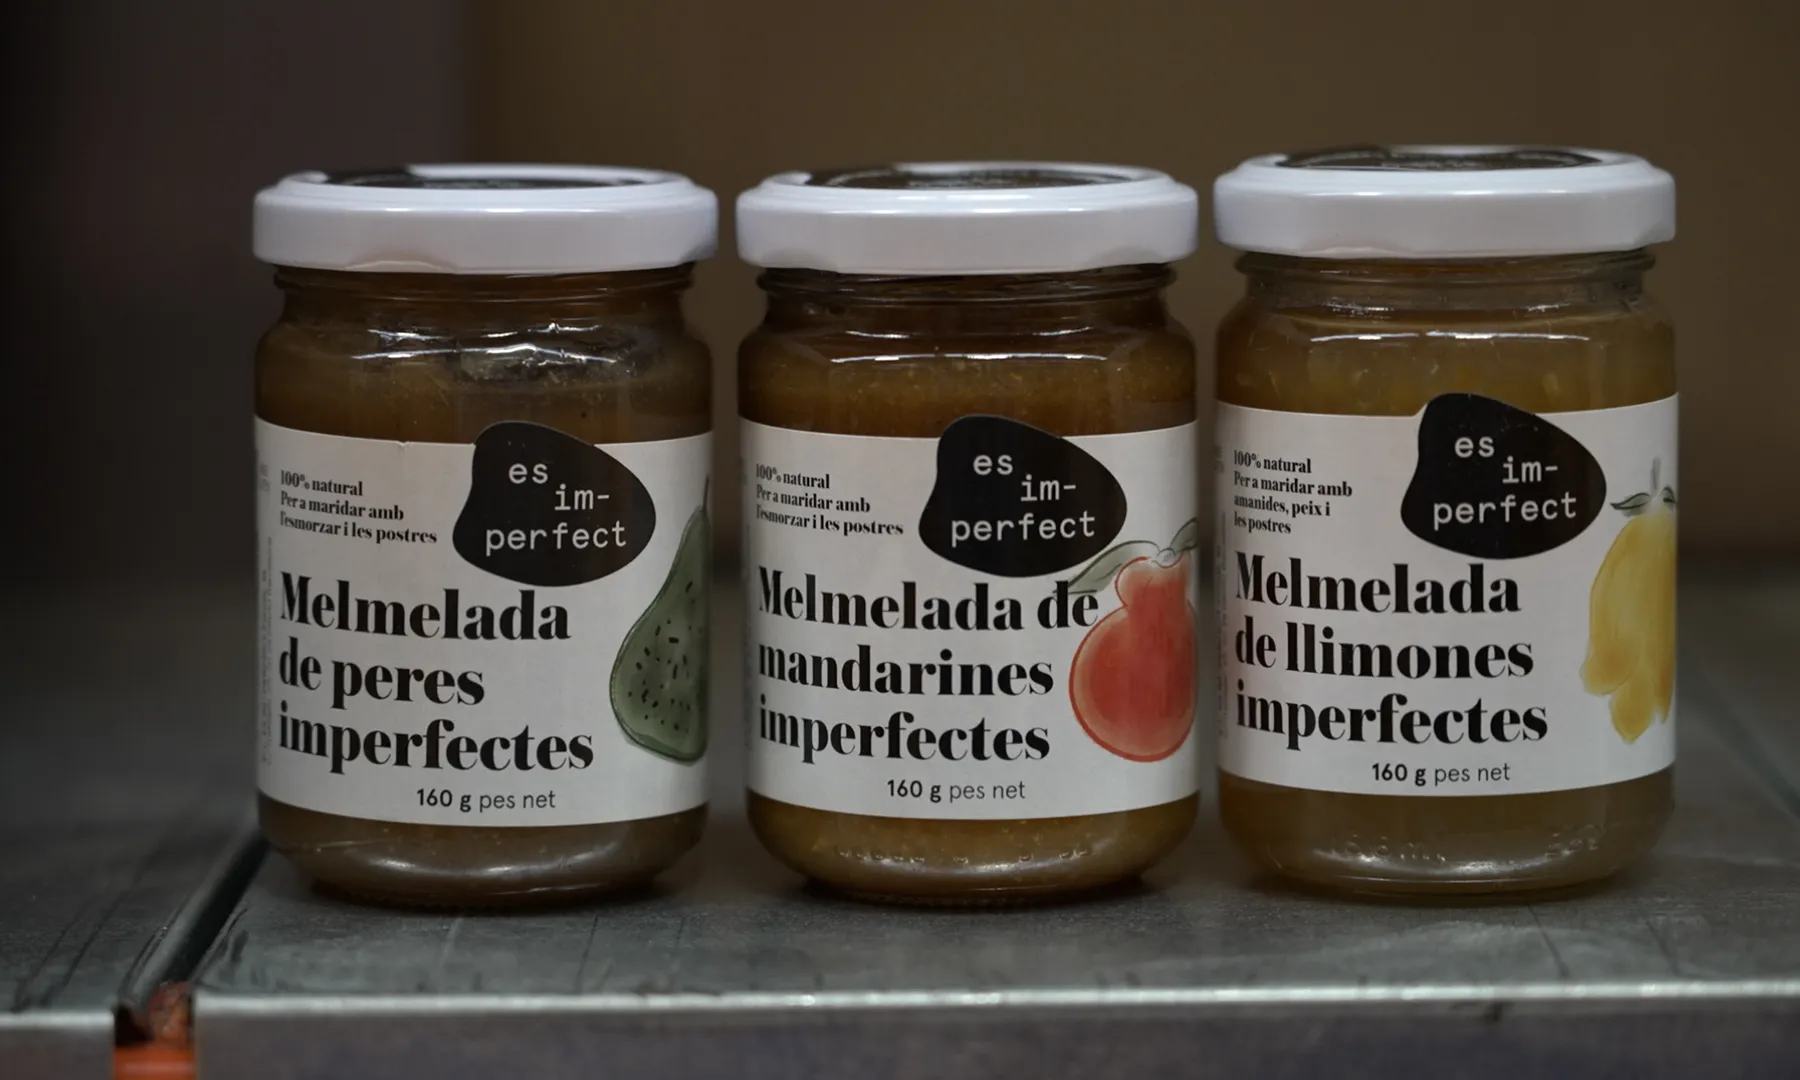 100% natural
Per a maridar amb
l'esmorzar i les postres
es
im-
perfect
Melmelada
de peres
imperfectes
160 g pes net
100% natural
Per a maridar amb
l'esmorzar i les postres
es
im-
perfect
Melmelada de
mandarines
imperfectes
160 g pes net
100% natural
Per a maridar amb
amanides, peix i
les postres
es
im-
perfect
Melmelada
de llimones
imperfectes
160 g pes net